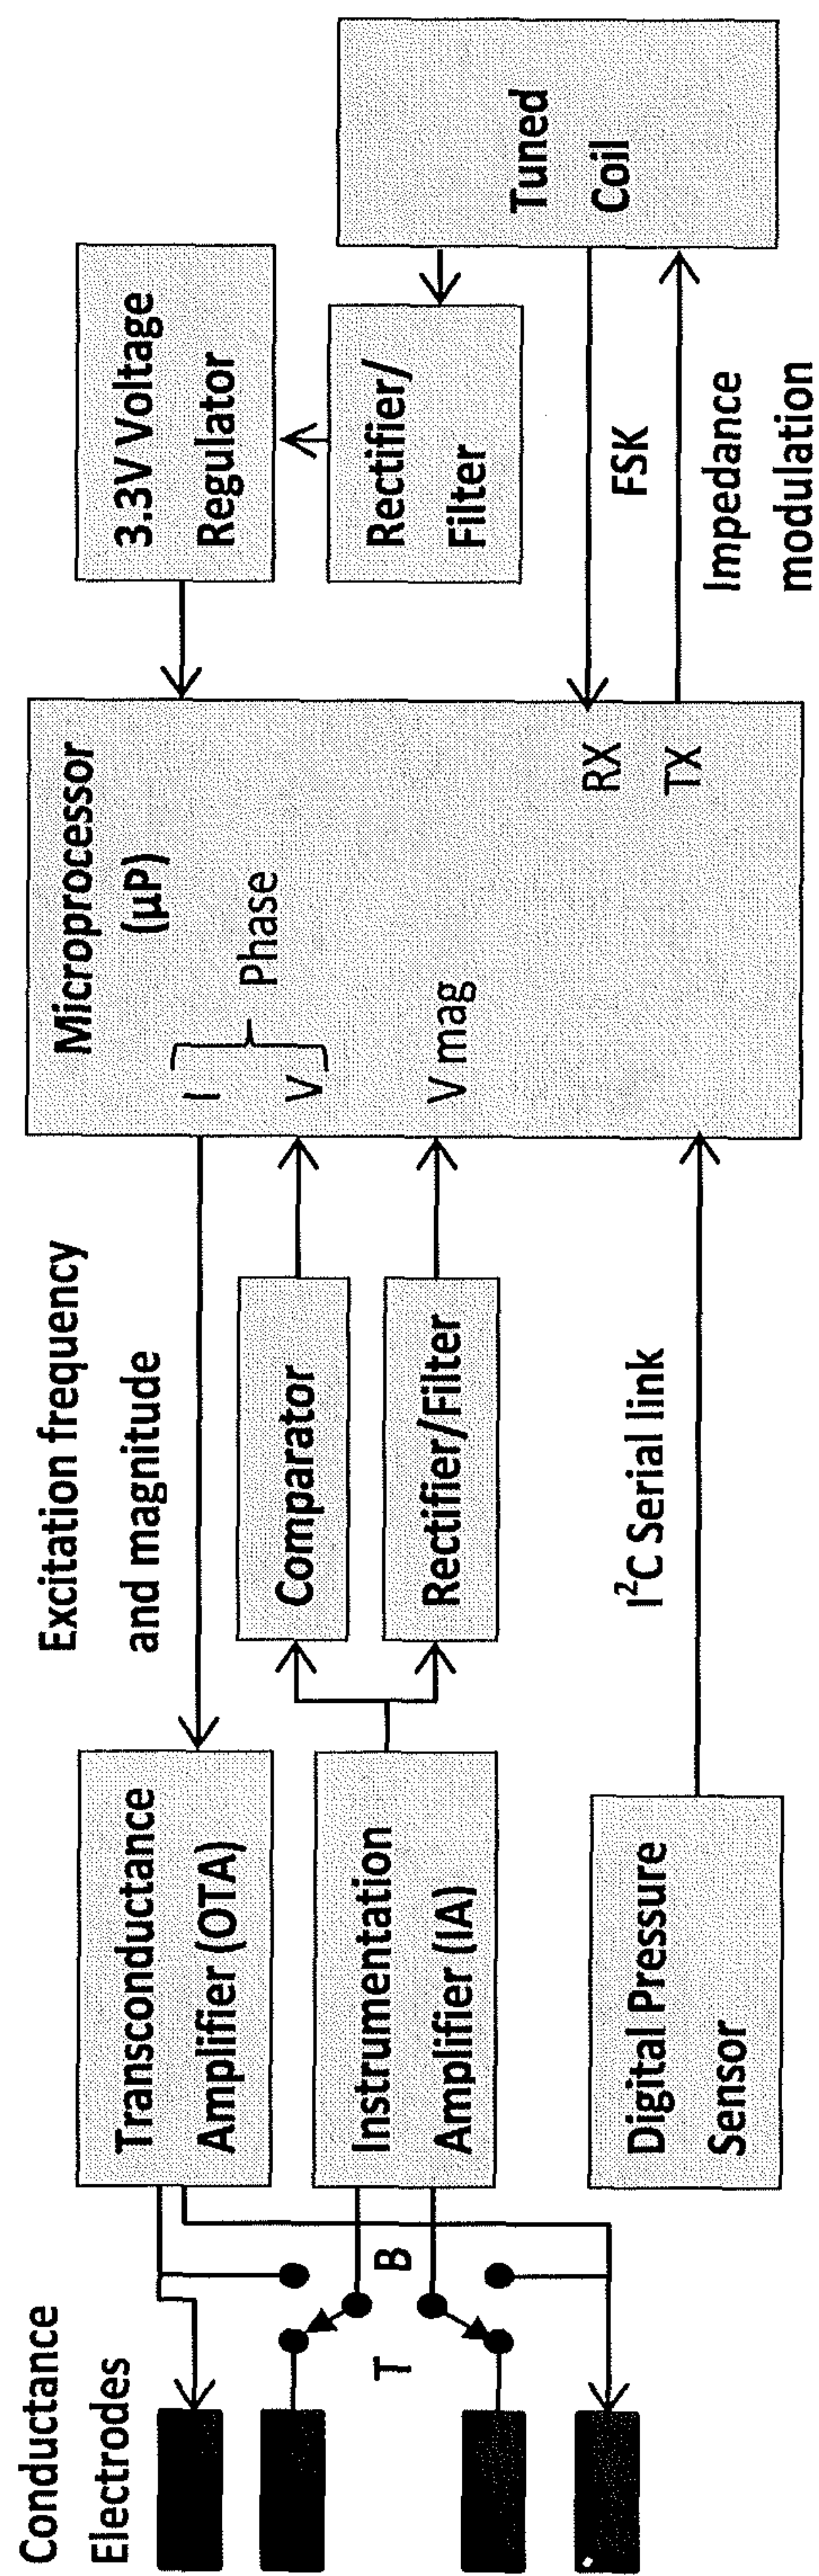 Conductance
Electrodes
T
B
Transconductance
Amplifier (OTA)
Instrumentation
Amplifier (IA)
Digital Pressure
Sensor
Excitation frequency
and magnitude
Comparator
Rectifier/Filter
I²C Serial link
Microprocessor
(µP)
I
V
Phase
V mag
RX
TX
3.3V Voltage
Regulator
Rectifier/
Filter
FSK
Impedance
modulation
Tuned
Coil